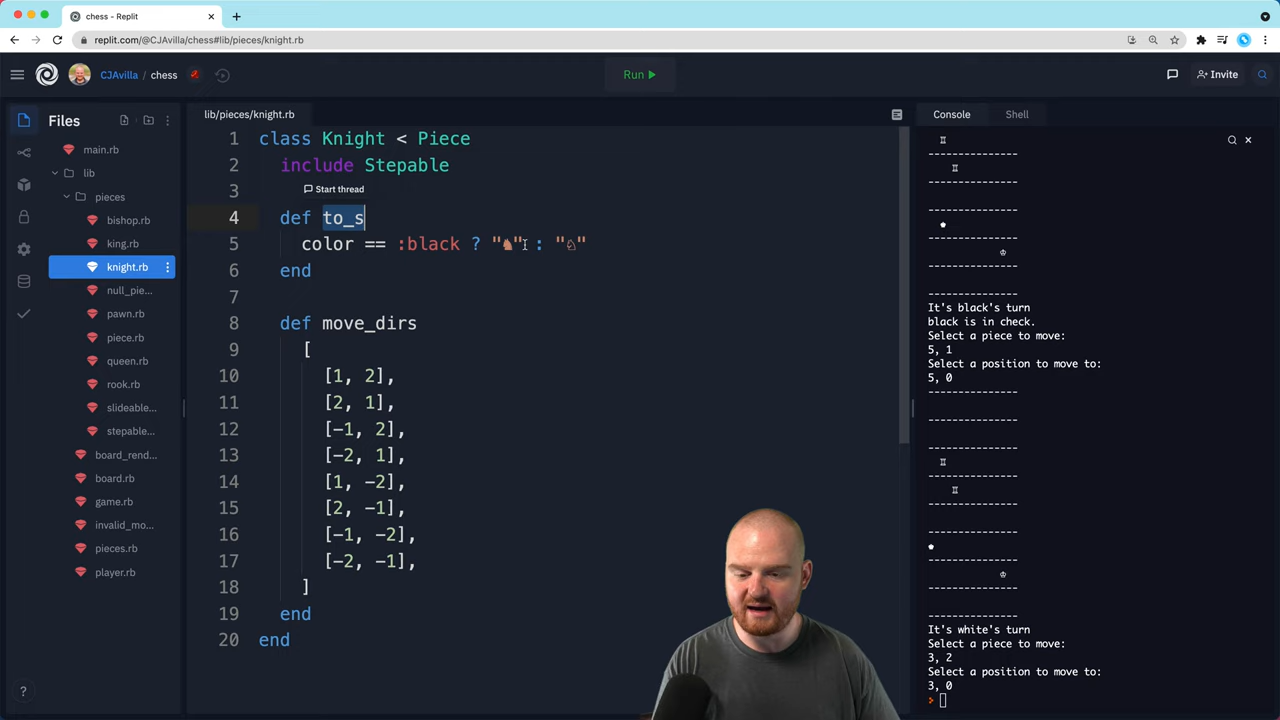 chess - Replit
replit.com/@CJAvilla/chess#lib/pieces/knight.rb
CJAvilla / chess
Run
Invite
Files
main.rb
lib
pieces
bishop.rb
king.rb
knight.rb
null_pie...
pawn.rb
piece.rb
queen.rb
rook.rb
slideable...
stepable...
board_rend...
board.rb
game.rb
invalid_mo...
pieces.rb
player.rb
?
lib/pieces/knight.rb
1 class Knight < Piece
2 include Stepable
3
Start thread
4 def to_s
5 color == :black ? "♞" : "♘"
6 end
7
8 def move_dirs
9 [
10 [1, 2],
11 [2, 1],
12 [-1, 2],
13 [-2, 1],
14 [1, -2],
15 [2, -1],
16 [-1, -2],
17 [-2, -1],
18 ]
19 end
20 end
Console
Shell
♖
---------------
♖
---------------
---------------
♚
---------------
♔
---------------
---------------
It's black's turn
black is in check.
Select a piece to move:
5, 1
Select a position to move to:
5, 0
---------------
---------------
♖
---------------
♖
---------------
---------------
♚
---------------
♔
---------------
---------------
It's white's turn
Select a piece to move:
3, 2
Select a position to move to:
3, 0
>